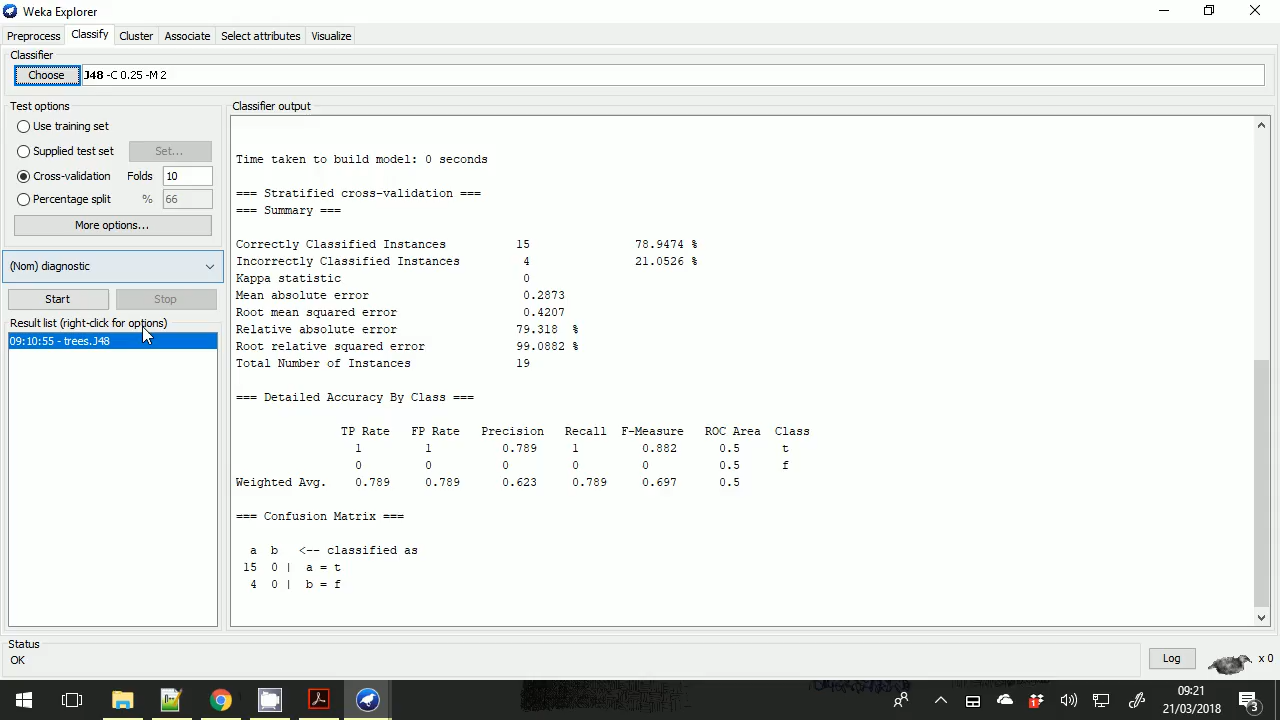 Weka Explorer
Preprocess Classify Cluster Associate Select attributes Visualize
Classifier
Choose J48 -C 0.25 -M 2
Test options
Use training set
Supplied test set Set...
Cross-validation Folds 10
Percentage split % 66
More options...
(Nom) diagnostic
Start Stop
Result list (right-click for options)
09:10:55 - trees.J48
Classifier output
Time taken to build model: 0 seconds
=== Stratified cross-validation ===
=== Summary ===
Correctly Classified Instances 15 78.9474 %
Incorrectly Classified Instances 4 21.0526 %
Kappa statistic 0
Mean absolute error 0.2873
Root mean squared error 0.4207
Relative absolute error 79.318 %
Root relative squared error 99.0882 %
Total Number of Instances 19
=== Detailed Accuracy By Class ===
TP Rate FP Rate Precision Recall F-Measure ROC Area Class
1 1 0.789 1 0.882 0.5 t
0 0 0 0 0 0.5 f
Weighted Avg. 0.789 0.789 0.623 0.789 0.697 0.5
=== Confusion Matrix ===
a b <-- classified as
15 0 | a = t
4 0 | b = f
Status
OK
Log x 0
09:21
21/03/2018
3